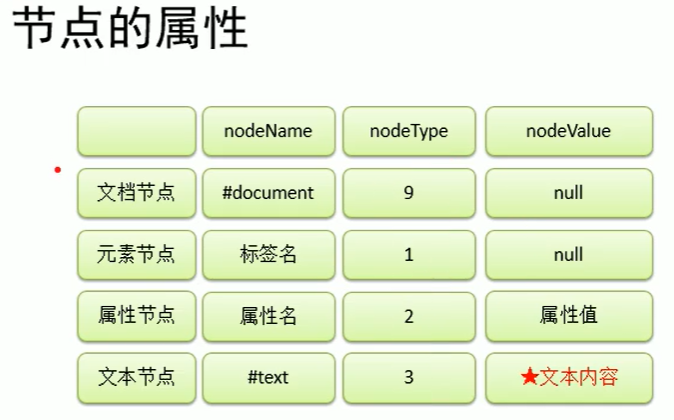 节点的属性
nodeName nodeType nodeValue
文档节点 #document 9 null
元素节点 标签名 1 null
属性节点 属性名 2 属性值
文本节点 #text 3 ★文本内容